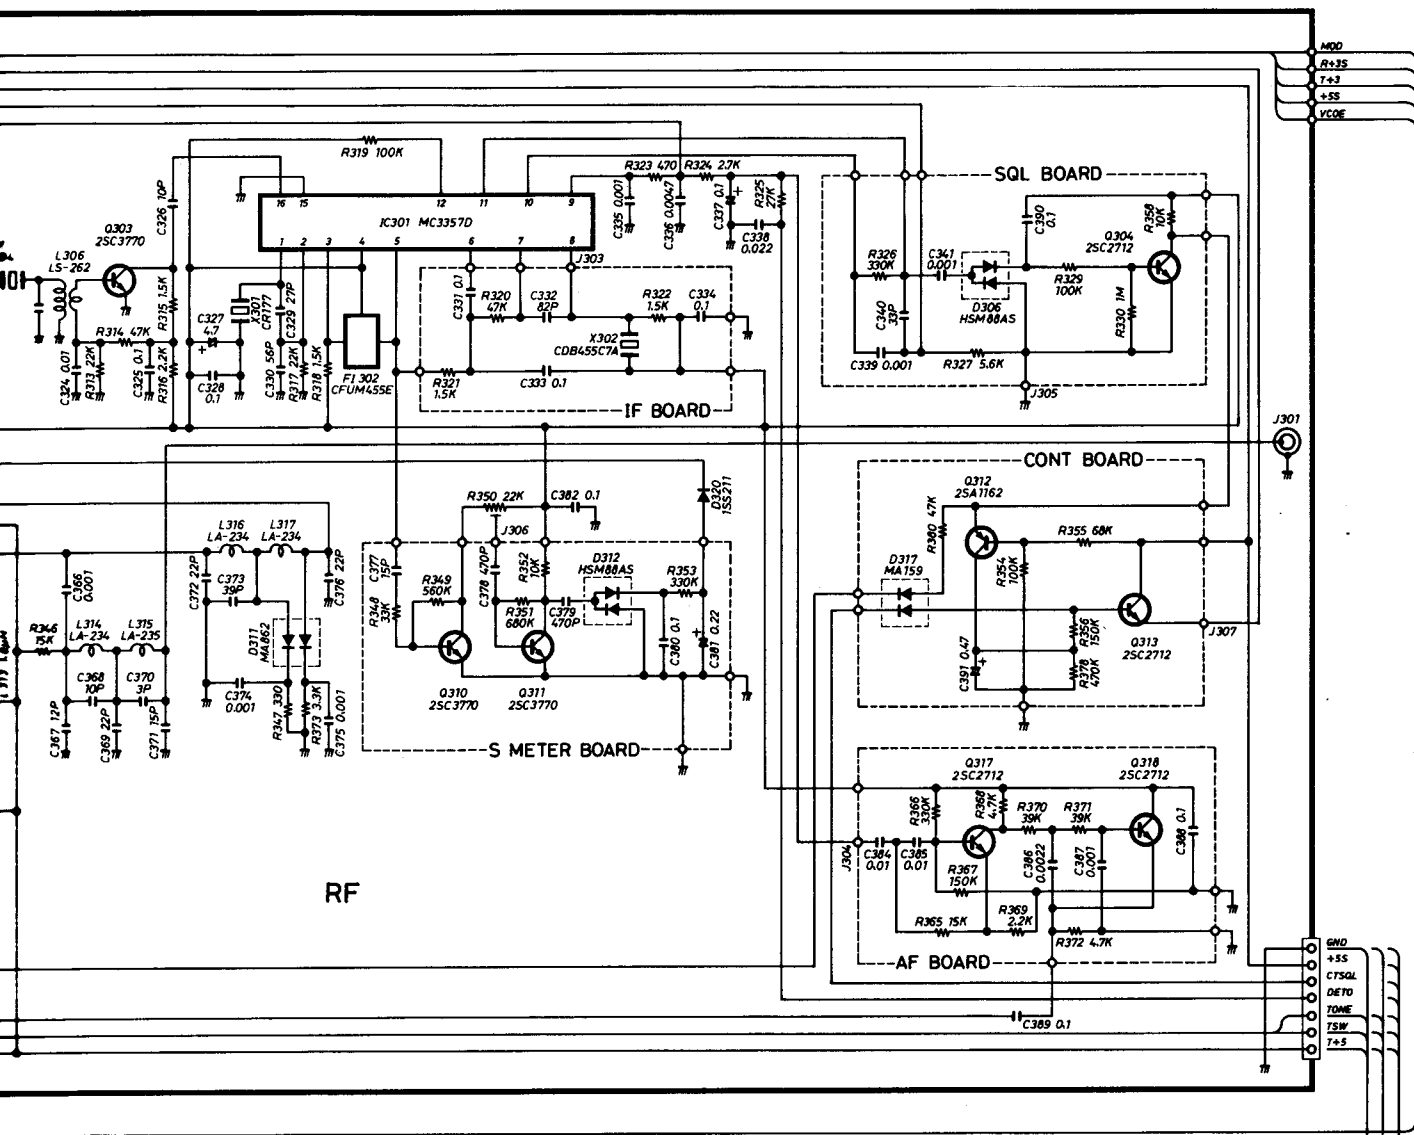 MOD
R+3S
T+3
+5S
VCOE
R319 100K
R323 470
R324 2.7K
SQL BOARD
C326 10P
16
15
12
11
10
9
IC301 MC3357D
1
2
3
4
5
6
7
8
C335 0.001
C336 0.0047
C337 0.1
+
R325
27K
C338
0.022
C390
0.1
R358
10K
Q303
2SC3770
Q304
2SC2712
L306
LS-262
J303
R315 1.5K
X301
CR177
C329 27P
C331 0.1
R320
47K
C332
82P
R322
1.5K
C334
0.1
R326
330K
C341
0.001
R329
100K
D306
HSM88AS
C340
33P
R330 1M
C327
4.7
+
R314 47K
X302
CDB455C7A
C324 0.01
R313 22K
C325 0.1
R316 2.2K
C328
0.1
C330 56P
R317 22K
R318 1.5K
FI302
CFUM455E
R321
1.5K
C333 0.1
C339 0.001
R327 5.6K
J305
IF BOARD
J301
CONT BOARD
Q312
2SA1162
R350 22K
C382 0.1
D320
1SS211
R380 47K
J306
L316
LA-234
L317
LA-234
R355 68K
C366
0.001
C372 22P
C373
39P
C376 22P
C377
15P
R349
560K
C378 470P
R352
10K
D312
HSM88AS
R353
330K
D317
MA159
R354
100K
R348
33K
R351
680K
C379
470P
C380 0.1
C381 0.22
+
R356
150K
Q313
2SC2712
J307
R346
15K
L314
LA-234
L315
LA-235
D311
MA862
C391 0.47
+
R378
470K
C368
10P
C370
3P
C374
0.001
Q310
2SC3770
Q311
2SC3770
C367 12P
C369 22P
C371 15P
R347 330
R373 3.3K
C375 0.001
S METER BOARD
Q317
2SC2712
Q318
2SC2712
R366
330K
R368
4.7K
R370
39K
R371
39K
C388 0.1
J304
C384
0.01
C385
0.01
C386
0.0022
C387
0.001
R367
150K
RF
R365 15K
R369
2.2K
R372 4.7K
AF BOARD
GND
+5S
CTSQL
DETO
TONE
TSW
T+5
C389 0.1